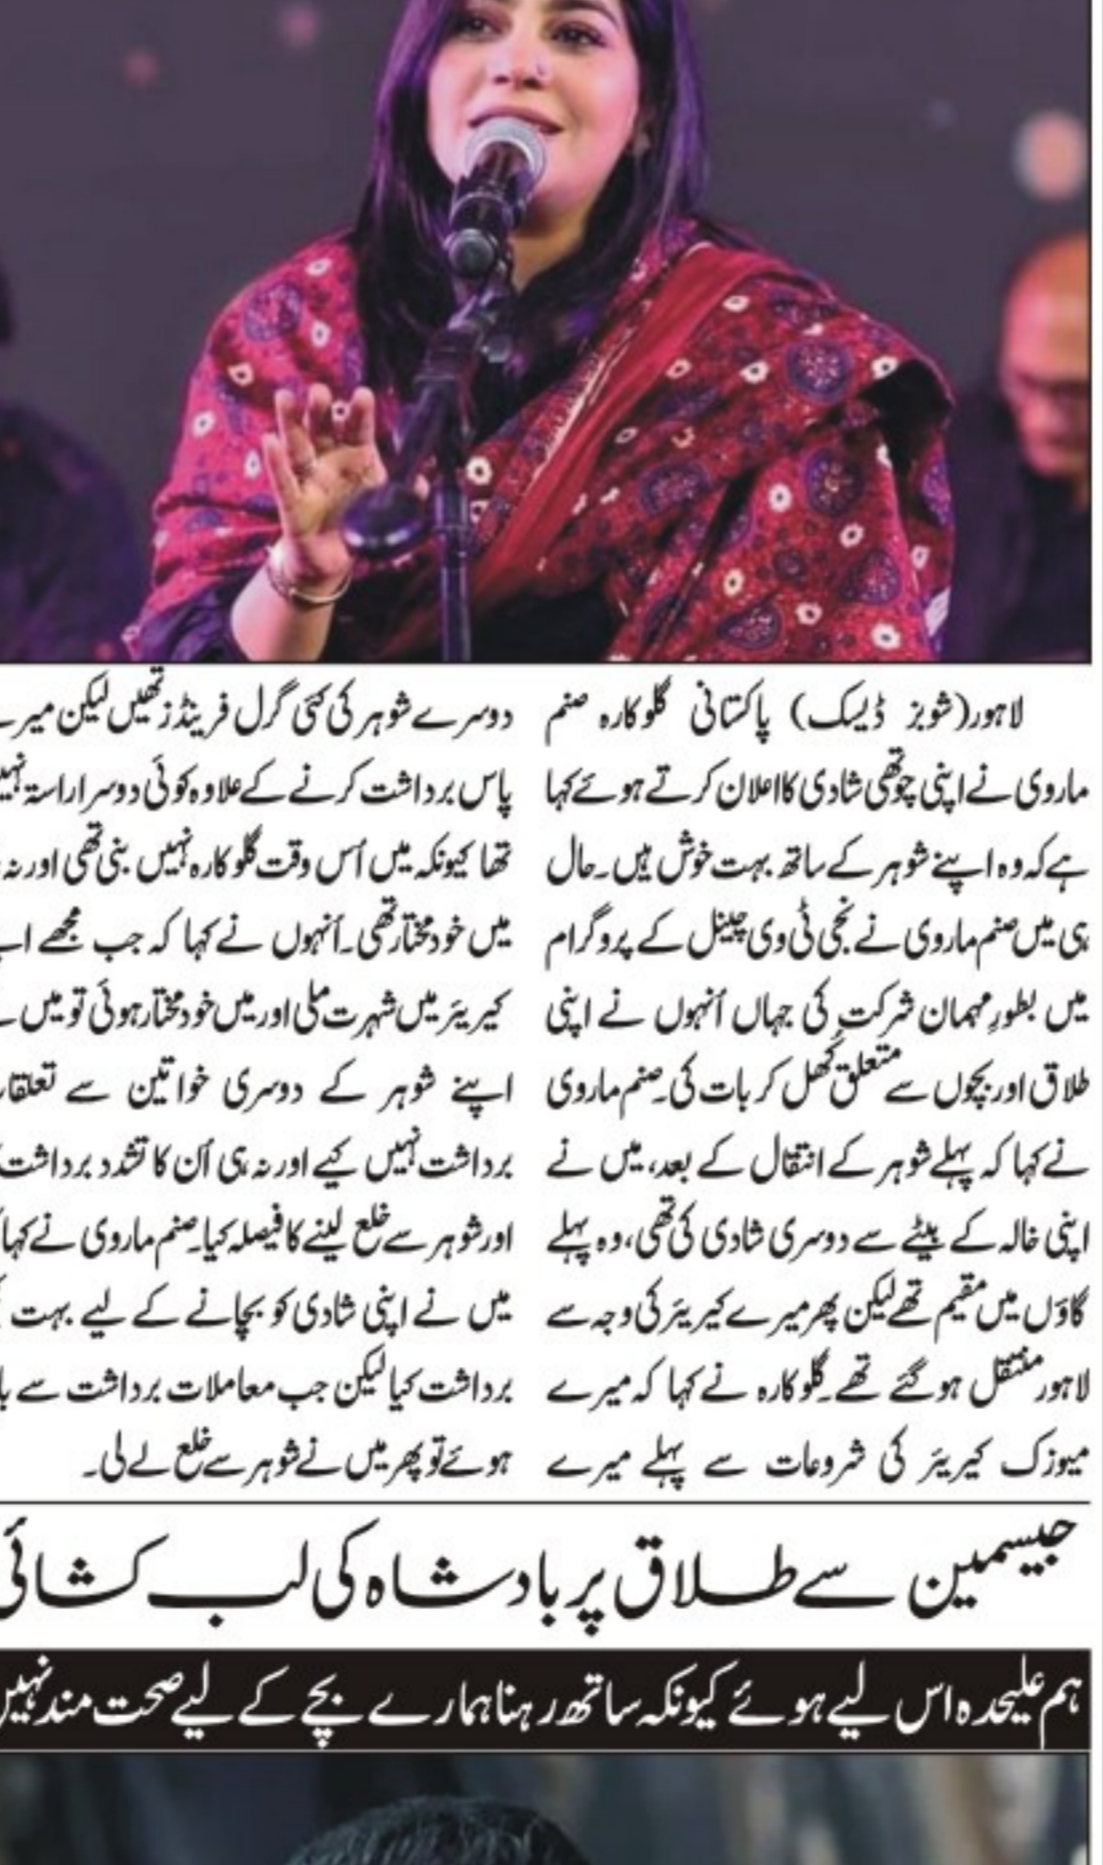 لاہور(شوبز ڈیسک) پاکستانی گلوکارہ صنم
ماروی نے اپنی چوتھی شادی کا اعلان کرتے ہوئے کہا
ہے کہ وہ اپنے شوہر کے ساتھ بہت خوش ہیں۔حال
ہی میں صنم ماروی نے نجی ٹی وی چینل کے پروگرام
میں بطورِ مہمان شرکت کی جہاں اُنہوں نے اپنی
طلاق اور بچوں سے متعلق کُھل کر بات کی۔صنم ماروی
نے کہا کہ پہلے شوہر کے انتقال کے بعد، میں نے
اپنی خالہ کے بیٹے سے دوسری شادی کی تھی، وہ پہلے
گاؤں میں مقیم تھے لیکن پھر میرے کیریئر کی وجہ سے
لاہور منتقل ہوگئے تھے۔گلوکارہ نے کہا کہ میرے
میوزک کیریئر کی شروعات سے پہلے میرے
دوسرے شوہر کی کئی گرل فرینڈز تھیں لیکن میرے
پاس برداشت کرنے کے علاوہ کوئی دوسرا راستہ نہیں
تھا کیونکہ میں اُس وقت گلوکارہ نہیں بنی تھی اور نہ
میں خودمختار تھی۔اُنہوں نے کہا کہ جب مجھے
کیریئر میں شہرت ملی اور میں خودمختار ہوئی تو میں
اپنے شوہر کے دوسری خواتین سے تعلقات
برداشت نہیں کیے اور نہ ہی اُن کا تشدد برداشت
اور شوہر سے خلع لینے کا فیصلہ کیا۔صنم ماروی نے کہا
میں نے اپنی شادی کو بچانے کے لیے بہت
برداشت کیا لیکن جب معاملات برداشت سے
ہوئے تو پھر میں نے شوہر سے خلع لے لی۔
جیسمین سے طلاق پر بادشاہ کی لب کشائی
ہم علیحدہ اس لیے ہوئے کیونکہ ساتھ رہنا ہمارے بچے کے لیے صحت مند نہیں